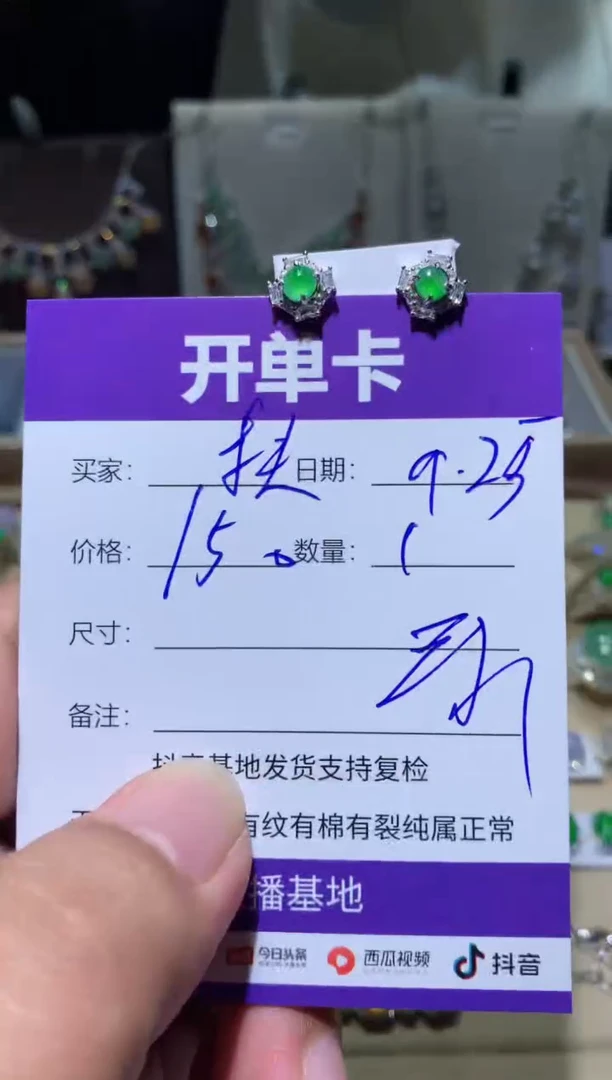 开单卡
买家： 日期：9.25
价格：150 数量：1
尺寸：
备注：
抖音基地发货支持复检
有纹有棉有裂纯属正常
播基地
今日头条 西瓜视频 抖音